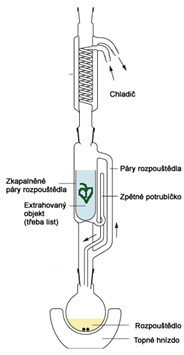 Chladič
Páry rozpouštědla
Zkapalněné
páry rozpouštědla
Zpětné potrubíčko
Extrahovaný
objekt
(třeba list)
Rozpouštědlo
Topné hnízdo